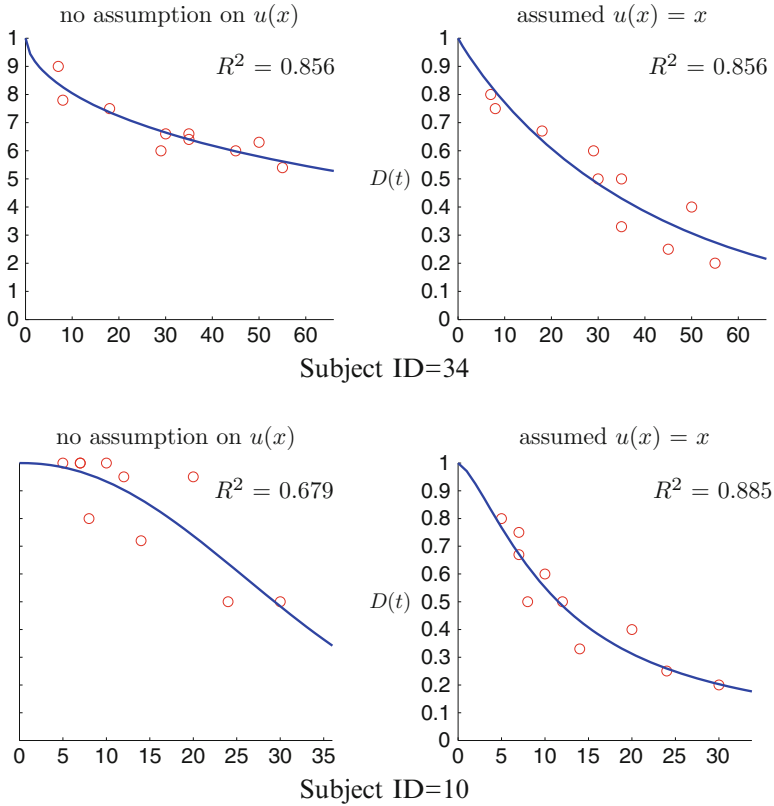 no assumption on u(x)
assumed u(x) = x
1
9
8
7
6
5
4
3
2
1
0
R² = 0.856
0 10 20 30 40 50 60
1
0.9
0.8
0.7
0.6
0.5
0.4
0.3
0.2
0.1
0
D(t)
R² = 0.856
0 10 20 30 40 50 60
Subject ID=34
no assumption on u(x)
assumed u(x) = x
R² = 0.679
0 5 10 15 20 25 30 35
1
0.9
0.8
0.7
0.6
0.5
0.4
0.3
0.2
0.1
0
D(t)
R² = 0.885
0 5 10 15 20 25 30
Subject ID=10